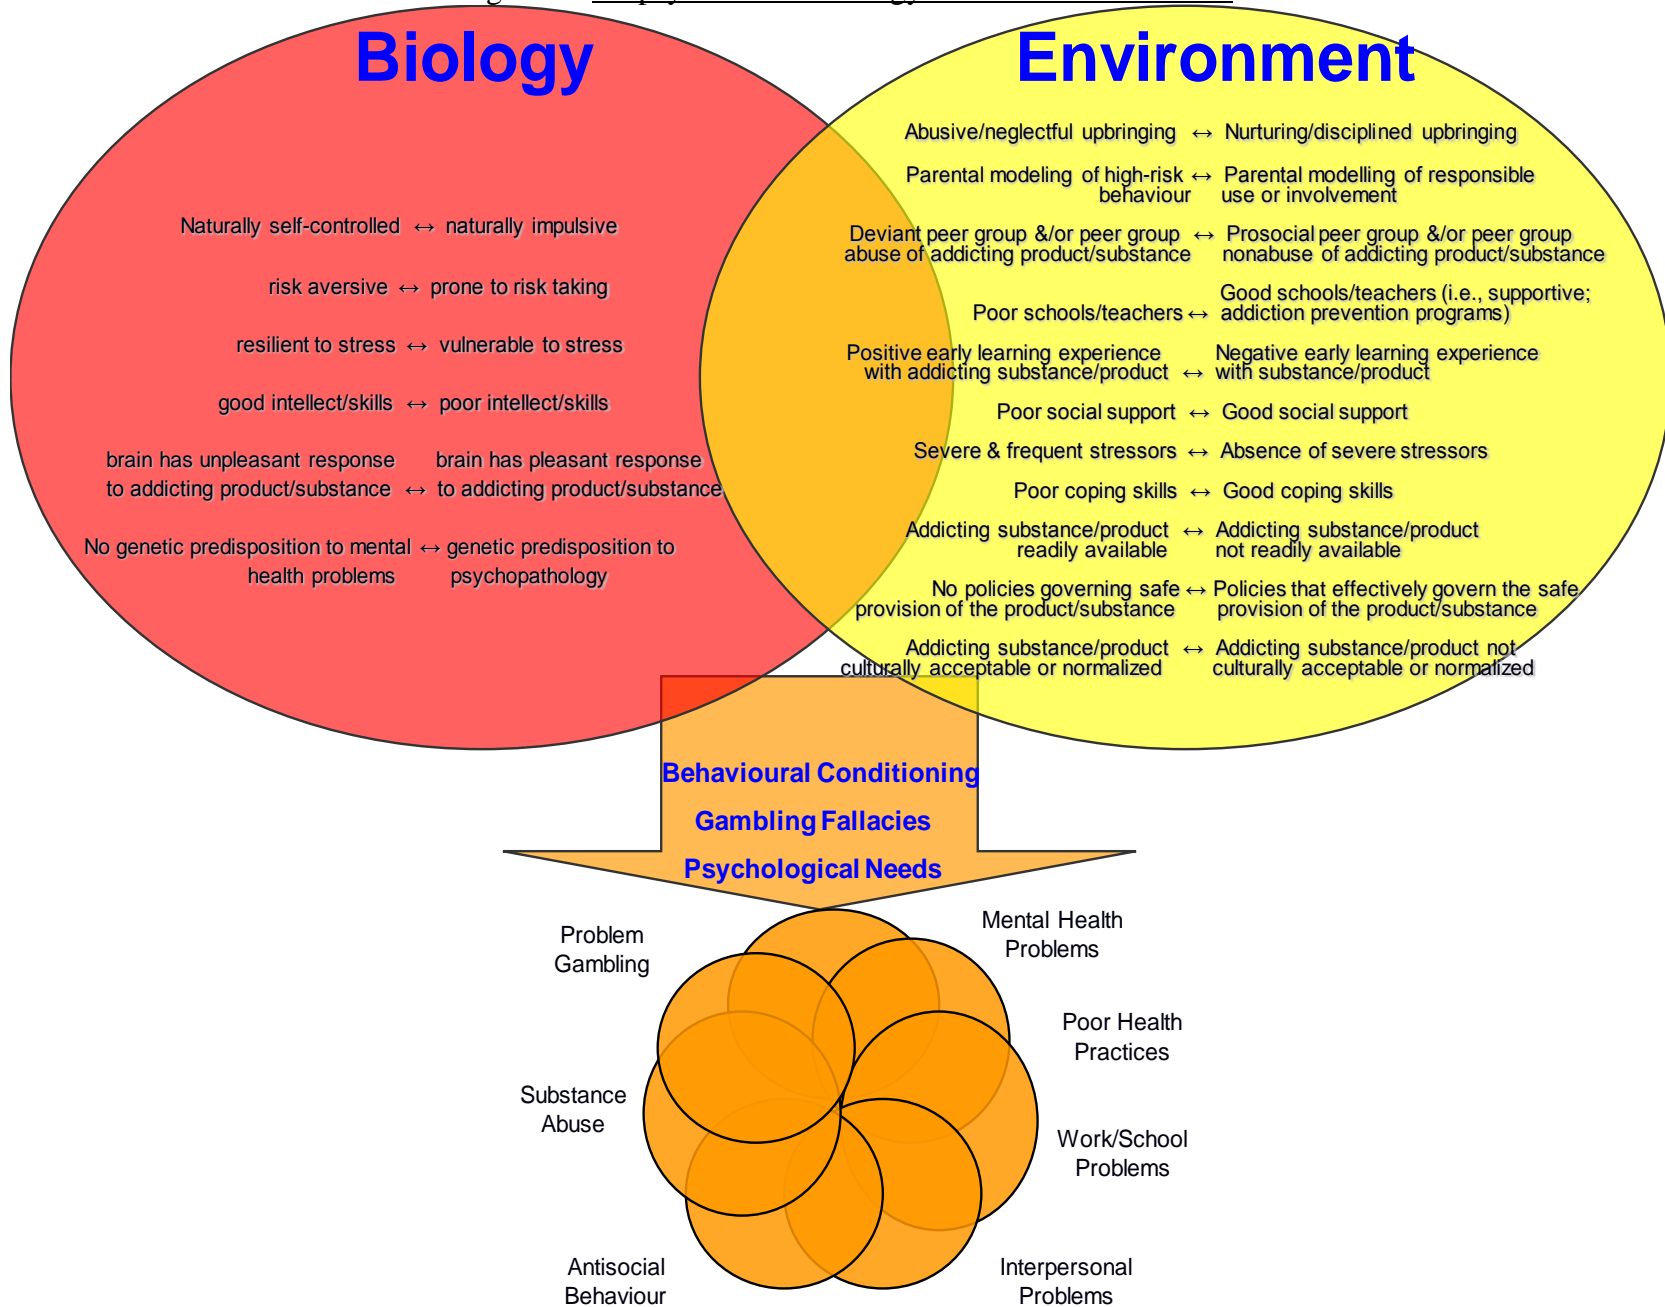 Biology
Naturally self-controlled ↔ naturally impulsive
risk aversive ↔ prone to risk taking
resilient to stress ↔ vulnerable to stress
good intellect/skills ↔ poor intellect/skills
brain has unpleasant response brain has pleasant response
to addicting product/substance ↔ to addicting product/substance
No genetic predisposition to mental ↔ genetic predisposition to
health problems psychopathology
Environment
Abusive/neglectful upbringing ↔ Nurturing/disciplined upbringing
Parental modeling of high-risk ↔ Parental modelling of responsible
behaviour use or involvement
Deviant peer group &/or peer group ↔ Prosocial peer group &/or peer group
abuse of addicting product/substance nonabuse of addicting product/substance
Good schools/teachers (i.e., supportive;
Poor schools/teachers ↔ addiction prevention programs)
Positive early learning experience Negative early learning experience
with addicting substance/product ↔ with substance/product
Poor social support ↔ Good social support
Severe & frequent stressors ↔ Absence of severe stressors
Poor coping skills ↔ Good coping skills
Addicting substance/product ↔ Addicting substance/product
readily available not readily available
No policies governing safe ↔ Policies that effectively govern the safe
provision of the product/substance provision of the product/substance
Addicting substance/product ↔ Addicting substance/product not
culturally acceptable or normalized culturally acceptable or normalized
Behavioural Conditioning
Gambling Fallacies
Psychological Needs
Problem
Gambling
Mental Health
Problems
Poor Health
Practices
Substance
Abuse
Work/School
Problems
Antisocial
Behaviour
Interpersonal
Problems